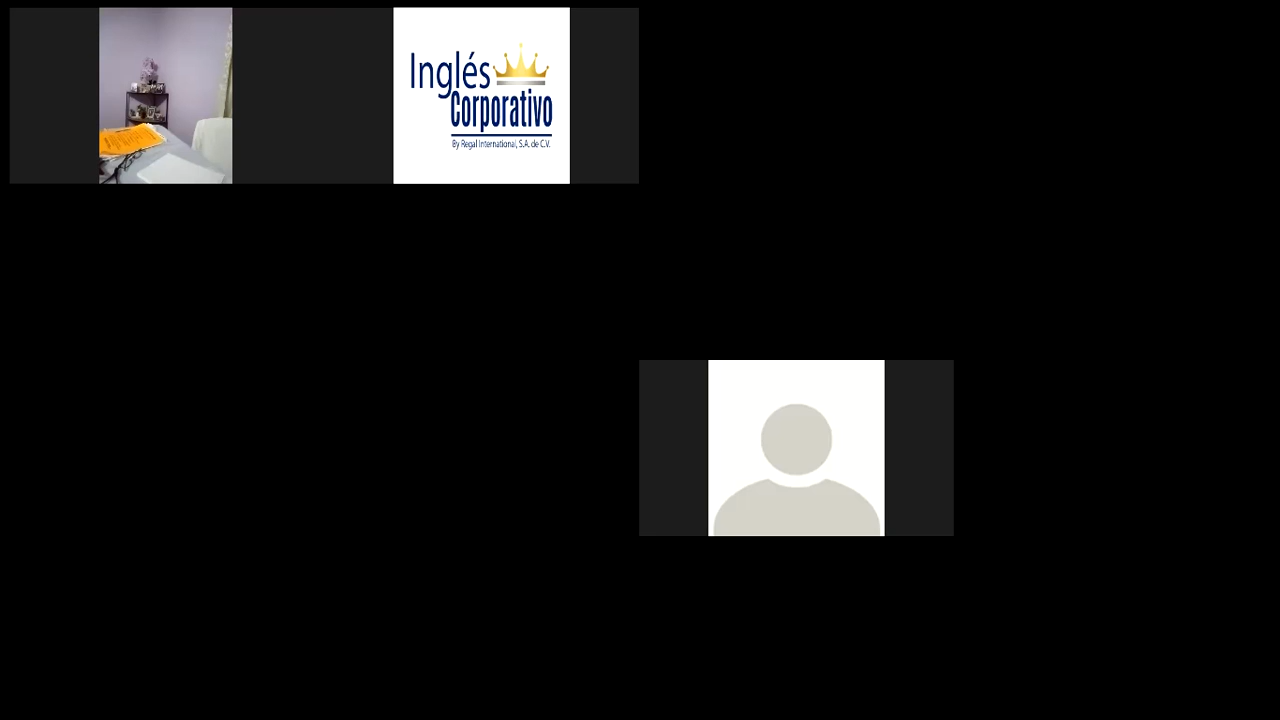 Inglés
Corporativo
By Regal International, S.A. de C.V.